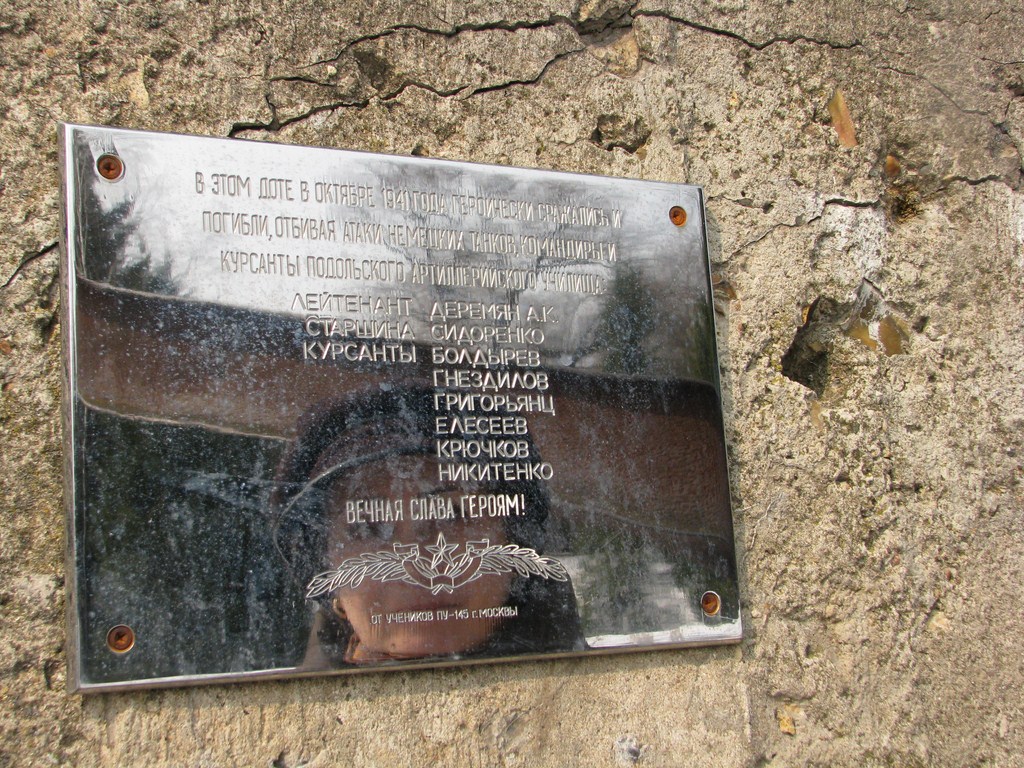 В ЭТОМ ДОТЕ В ОКТЯБРЕ 1941 ГОДА ГЕРОИЧЕСКИ СРАЖАЛИСЬ И
ПОГИБЛИ, ОТБИВАЯ АТАКИ НЕМЕЦКИХ ТАНКОВ, КОМАНДИРЫ И
КУРСАНТЫ ПОДОЛЬСКОГО АРТИЛЛЕРИЙСКОГО УЧИЛИЩА:
ЛЕЙТЕНАНТ ДЕРЕМЯН А.К.
СТАРШИНА СИДОРЕНКО
КУРСАНТЫ БОЛДЫРЕВ
ГНЕЗДИЛОВ
ГРИГОРЬЯНЦ
ЕЛЕСЕЕВ
КРЮЧКОВ
НИКИТЕНКО
ВЕЧНАЯ СЛАВА ГЕРОЯМ!
ОТ УЧЕНИКОВ ПУ-145 Г. МОСКВЫ